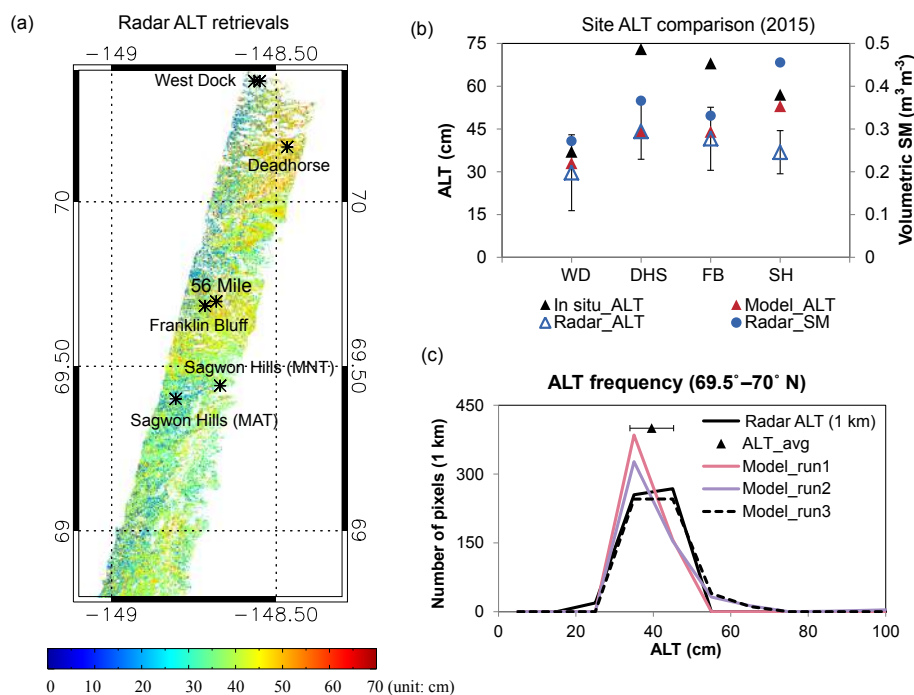 (a)
Radar ALT retrievals
−149
−148.50
West Dock
Deadhorse
70
70
56 Mile
Franklin Bluff
69.50
69.50
Sagwon Hills (MNT)
Sagwon Hills (MAT)
69
69
−149
−148.50
0 10 20 30 40 50 60 70 (unit: cm)
(b)
Site ALT comparison (2015)
75
60
45
30
15
0
ALT (cm)
0.5
0.4
0.3
0.2
0.1
0
Volumetric SM (m³ m⁻³)
WD DHS FB SH
In situ_ALT
Model_ALT
Radar_ALT
Radar_SM
(c)
ALT frequency (69.5°–70° N)
450
300
150
0
Number of pixels (1 km)
Radar ALT (1 km)
ALT_avg
Model_run1
Model_run2
Model_run3
0 20 40 60 80 100
ALT (cm)